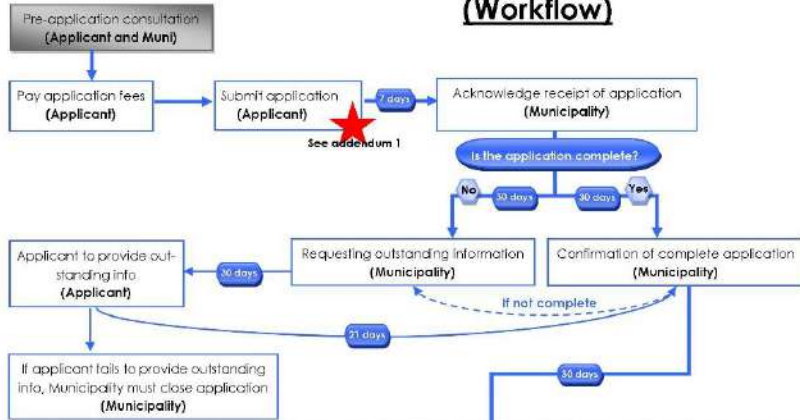 (Workflow)
Pre-application consultation
(Applicant and Muni)
Pay application fees
(Applicant)
Submit application
(Applicant)
7 days
Acknowledge receipt of application
(Municipality)
See addendum 1
Is the application complete?
No
30 days
30 days
Yes
Applicant to provide out-
standing info
(Applicant)
30 days
Requesting outstanding information
(Municipality)
Confirmation of complete application
(Municipality)
If not complete
21 days
If applicant fails to provide outstanding
info, Municipality must close application
(Municipality)
30 days